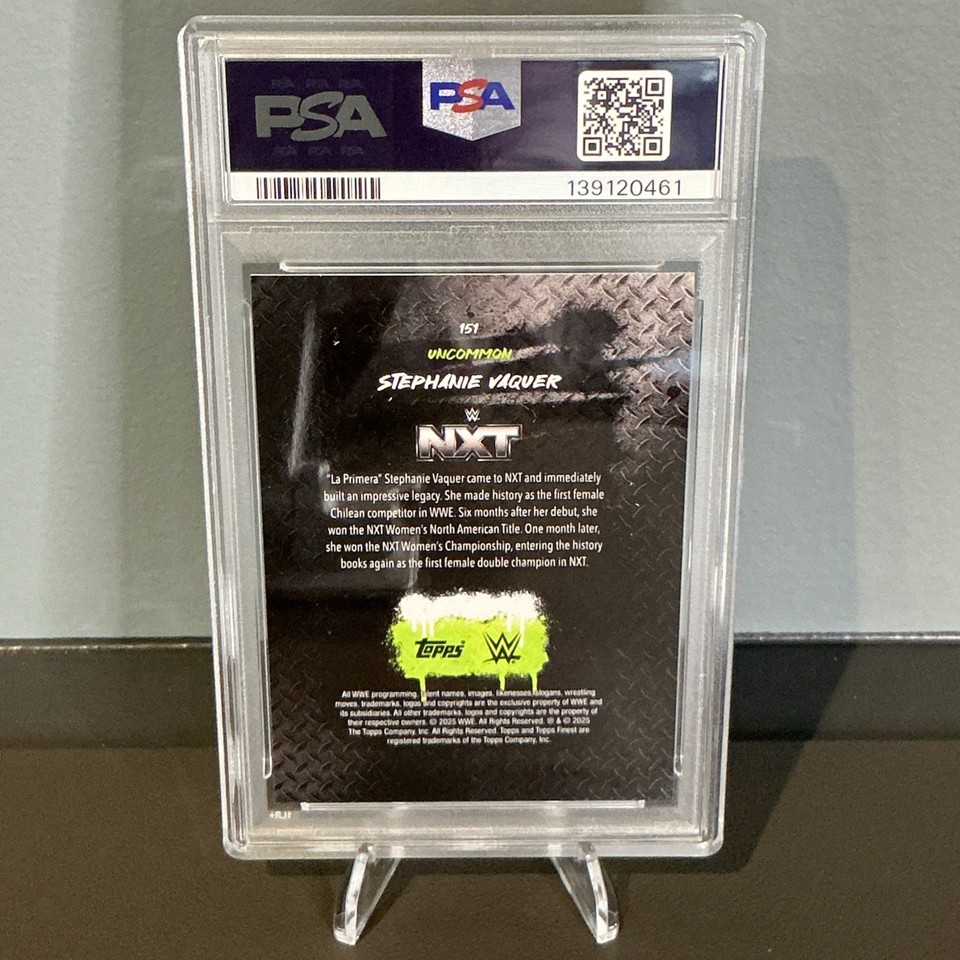 PSA
PSA
139120461
151
UNCOMMON
STEPHANIE VAQUER
W
NXT
"La Primera" Stephanie Vaquer came to NXT and immediately
built an impressive legacy. She made history as the first female
Chilean competitor in WWE. Six months after her debut, she
won the NXT Women's North American Title. One month later,
she won the NXT Women's Championship, entering the history
books again as the first female double champion in NXT.
Topps W
All WWE programming, talent names, images, likenesses, slogans, wrestling
moves, trademarks, logos and copyrights are the exclusive property of WWE and
its subsidiaries. All other trademarks, logos and copyrights are the property of
their respective owners. © 2025 WWE. All Rights Reserved. ® & © 2025
The Topps Company, Inc. All Rights Reserved. Topps and Topps Finest are
registered trademarks of the Topps Company, Inc.